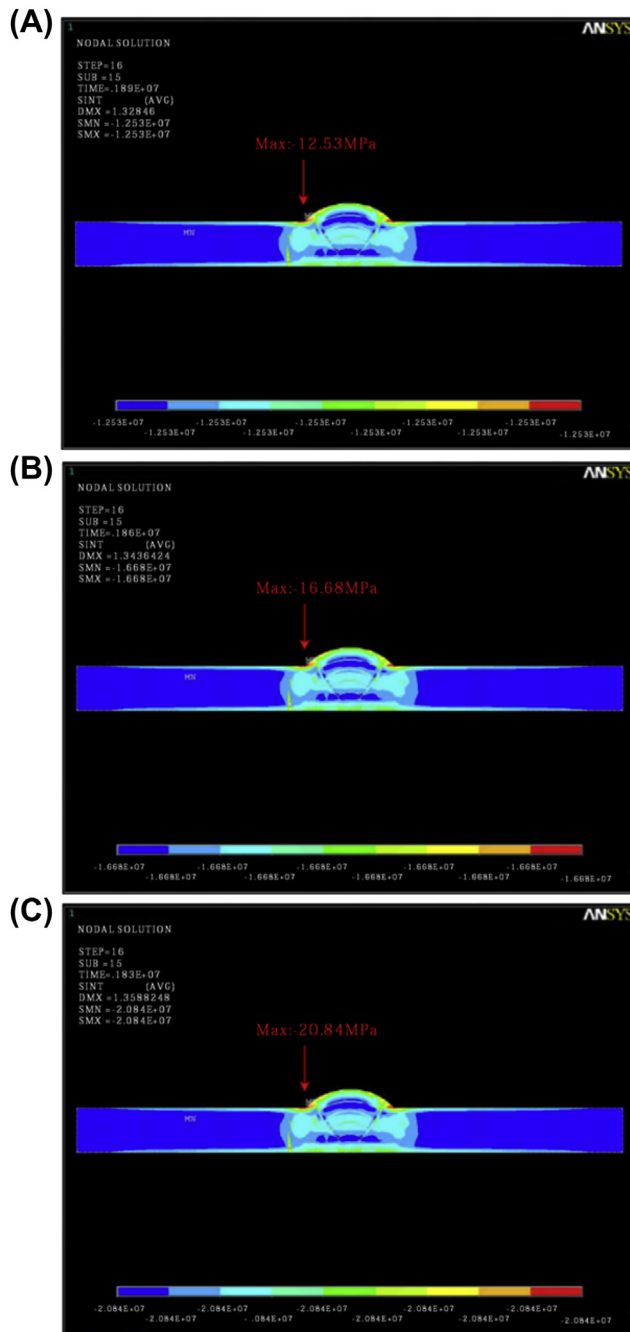 (A)
1
ANSYS
NODAL SOLUTION
STEP=16
SUB =15
TIME=.189E+07
SINT (AVG)
DMX =1.32846
SMN =-1.253E+07
SMX =-1.253E+07
Max:-12.53MPa
MN
-1.253E+07 -1.253E+07 -1.253E+07 -1.253E+07 -1.253E+07
-1.253E+07 -1.253E+07 -1.253E+07 -1.253E+07 -1.253E+07
(B)
1
ANSYS
NODAL SOLUTION
STEP=16
SUB =15
TIME=.186E+07
SINT (AVG)
DMX =1.3436424
SMN =-1.668E+07
SMX =-1.668E+07
Max:-16.68MPa
MN
-1.668E+07 -1.668E+07 -1.668E+07 -1.668E+07 -1.668E+07
-1.668E+07 -1.668E+07 -1.668E+07 -1.668E+07 -1.668E+07
(C)
1
ANSYS
NODAL SOLUTION
STEP=16
SUB =15
TIME=.183E+07
SINT (AVG)
DMX =1.3588248
SMN =-2.084E+07
SMX =-2.084E+07
Max:-20.84MPa
MN
-2.084E+07 -2.084E+07 -2.084E+07 -2.084E+07 -2.084E+07
-2.084E+07 -.084E+07 -2.084E+07 -2.084E+07 -2.084E+07